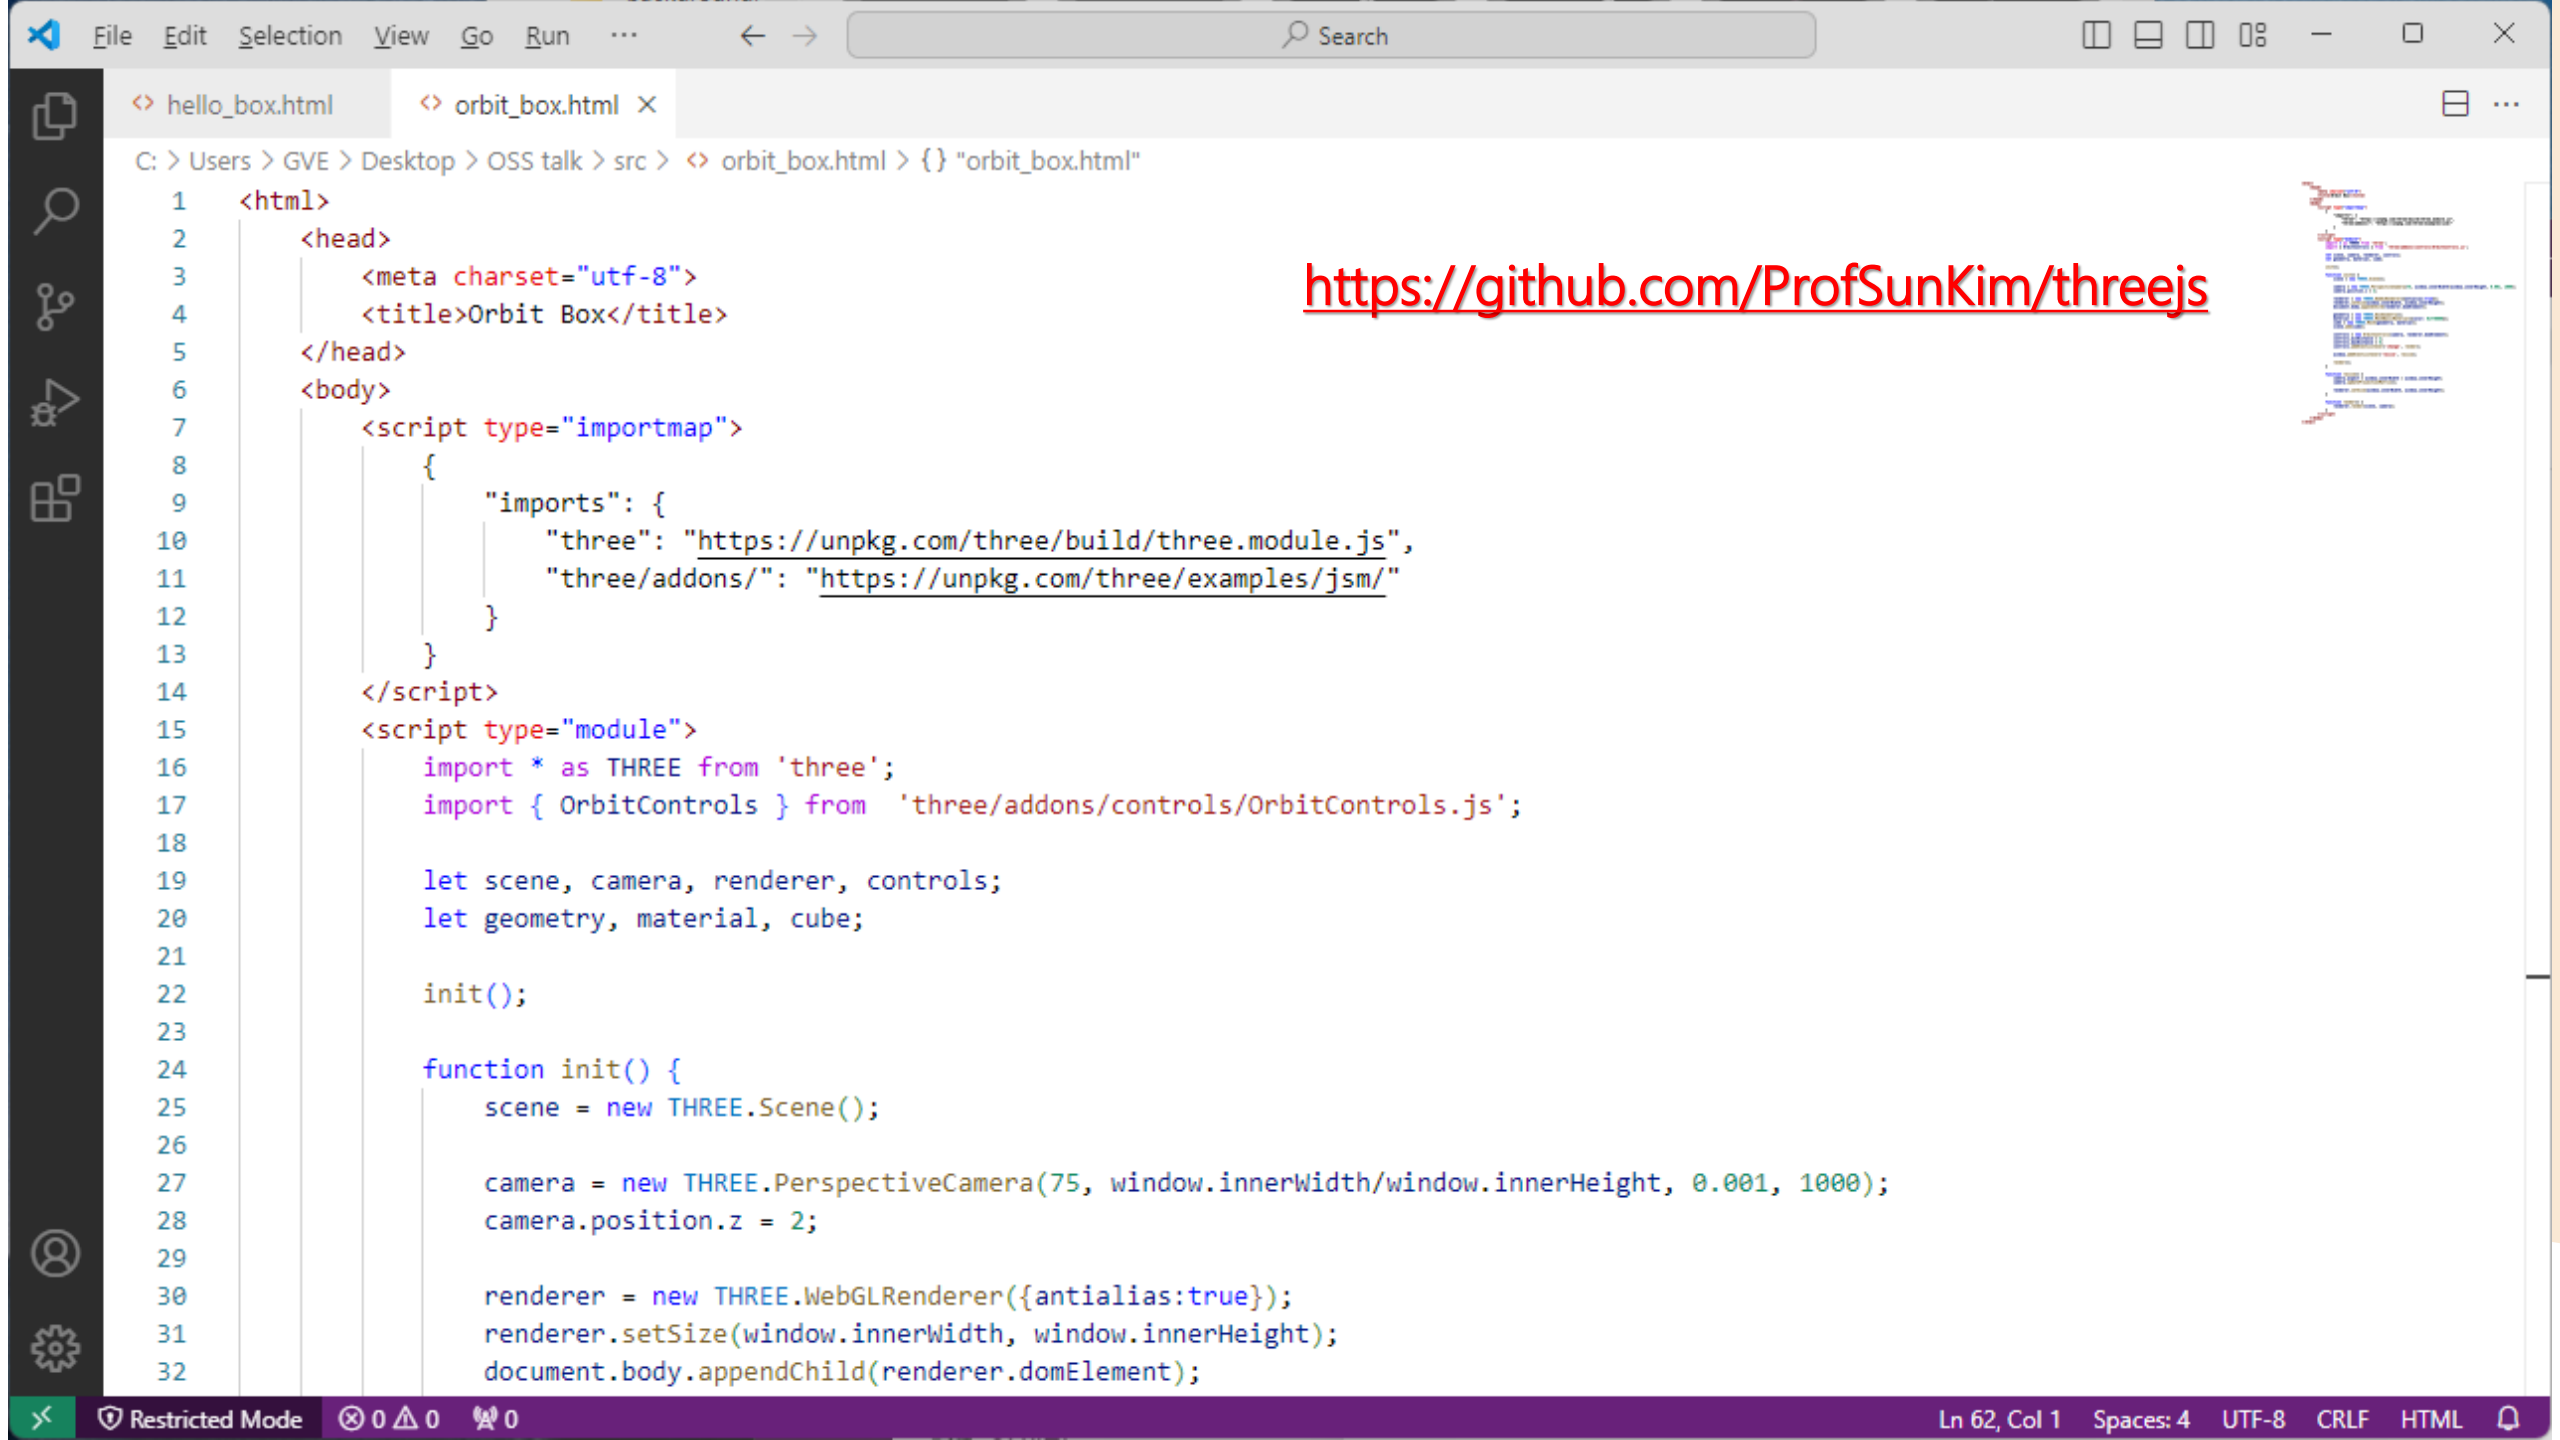 File Edit Selection View Go Run ··· Search
hello_box.html orbit_box.html
C: > Users > GVE > Desktop > OSS talk > src > <> orbit_box.html > {} "orbit_box.html"
https://github.com/ProfSunKim/threejs
1 <html>
2 <head>
3 <meta charset="utf-8">
4 <title>Orbit Box</title>
5 </head>
6 <body>
7 <script type="importmap">
8 {
9 "imports": {
10 "three": "https://unpkg.com/three/build/three.module.js",
11 "three/addons/": "https://unpkg.com/three/examples/jsm/"
12 }
13 }
14 </script>
15 <script type="module">
16 import * as THREE from 'three';
17 import { OrbitControls } from  'three/addons/controls/OrbitControls.js';
18
19 let scene, camera, renderer, controls;
20 let geometry, material, cube;
21
22 init();
23
24 function init() {
25 scene = new THREE.Scene();
26
27 camera = new THREE.PerspectiveCamera(75, window.innerWidth/window.innerHeight, 0.001, 1000);
28 camera.position.z = 2;
29
30 renderer = new THREE.WebGLRenderer({antialias:true});
31 renderer.setSize(window.innerWidth, window.innerHeight);
32 document.body.appendChild(renderer.domElement);
Restricted Mode 0 0 0 Ln 62, Col 1 Spaces: 4 UTF-8 CRLF HTML